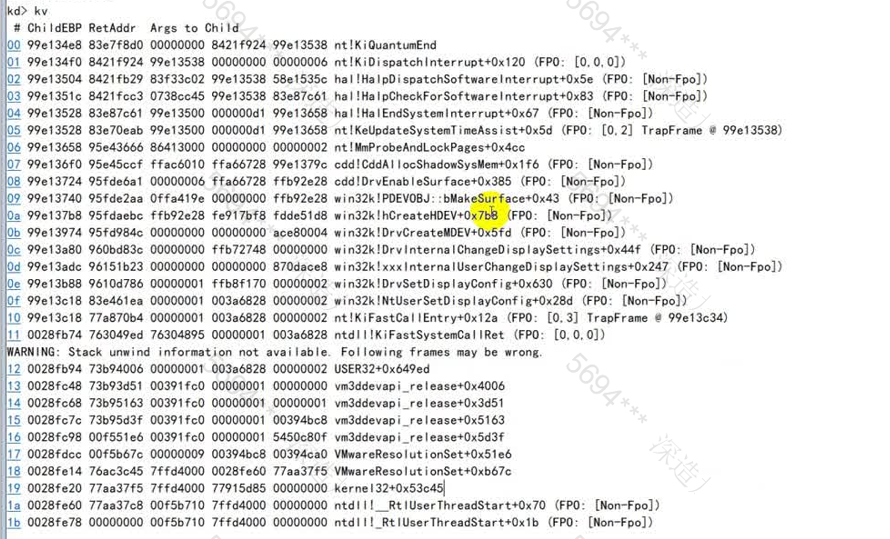 kd> kv
 # ChildEBP RetAddr  Args to Child
00 99e134e8 83e7f8d0 00000000 8421f924 99e13538 nt!KiQuantumEnd
01 99e134f0 8421f924 99e13538 00000000 00000006 nt!KiDispatchInterrupt+0x120 (FPO: [0,0,0])
02 99e13504 8421fb29 83f33c02 99e13538 58e1535c hal!HalpDispatchSoftwareInterrupt+0x5e (FPO: [Non-Fpo])
03 99e1351c 8421fcc3 0738cc45 99e13538 83e87c61 hal!HalpCheckForSoftwareInterrupt+0x83 (FPO: [Non-Fpo])
04 99e13528 83e87c61 99e13500 000000d1 99e13658 hal!HalEndSystemInterrupt+0x67 (FPO: [Non-Fpo])
05 99e13528 83e70eab 99e13500 000000d1 99e13658 nt!KeUpdateSystemTimeAssist+0x5d (FPO: [0,2] TrapFrame @ 99e13538)
06 99e13658 95e43666 86413000 00000000 00000002 nt!MmProbeAndLockPages+0x4cc
07 99e136f0 95e45ccf ffac6010 ffa66728 99e1379c cdd!CddAllocShadowSysMem+0x1f6 (FPO: [Non-Fpo])
08 99e13724 95fde6a1 00000006 ffa66728 ffb92e28 cdd!DrvEnableSurface+0x385 (FPO: [Non-Fpo])
09 99e13740 95fde2aa 0ffa419e 00000000 ffb92e28 win32k!PDEVOBJ::bMakeSurface+0x43 (FPO: [Non-Fpo])
0a 99e137b8 95fdaebc ffb92e28 fe917bf8 fdde51d8 win32k!hCreateHDEV+0x7b8 (FPO: [Non-Fpo])
0b 99e13974 95fd984c 00000000 00000000 ace80004 win32k!DrvCreateMDEV+0x5fd (FPO: [Non-Fpo])
0c 99e13a80 960bd83c 00000000 ffb72748 00000000 win32k!DrvInternalChangeDisplaySettings+0x44f (FPO: [Non-Fpo])
0d 99e13adc 96151b23 00000000 00000000 870dace8 win32k!xxxInternalUserChangeDisplaySettings+0x247 (FPO: [Non-Fpo])
0e 99e13b88 9610d786 00000001 ffb8f170 00000002 win32k!DrvSetDisplayConfig+0x630 (FPO: [Non-Fpo])
0f 99e13c18 83e461ea 00000001 003a6828 00000002 win32k!NtUserSetDisplayConfig+0x28d (FPO: [Non-Fpo])
10 99e13c18 77a870b4 00000001 003a6828 00000002 nt!KiFastCallEntry+0x12a (FPO: [0,3] TrapFrame @ 99e13c34)
11 0028fb74 763049ed 76304895 00000001 003a6828 ntdll!KiFastSystemCallRet (FPO: [0,0,0])
WARNING: Stack unwind information not available. Following frames may be wrong.
12 0028fb94 73b94006 00000001 003a6828 00000002 USER32+0x649ed
13 0028fc48 73b93d51 00391fc0 00000001 00000000 vm3ddevapi_release+0x4006
14 0028fc68 73b95163 00391fc0 00000001 00000001 vm3ddevapi_release+0x3d51
15 0028fc7c 73b95d3f 00391fc0 00000001 00394bc8 vm3ddevapi_release+0x5163
16 0028fc98 00f551e6 00391fc0 00000001 5450c80f vm3ddevapi_release+0x5d3f
17 0028fdcc 00f5b67c 00000009 00394bc8 00394ca0 VMwareResolutionSet+0x51e6
18 0028fe14 76ac3c45 7ffd4000 0028fe60 77aa37f5 VMwareResolutionSet+0xb67c
19 0028fe20 77aa37f5 7ffd4000 77915d85 00000000 kernel32+0x53c45
1a 0028fe60 77aa37c8 00f5b710 7ffd4000 00000000 ntdll!__RtlUserThreadStart+0x70 (FPO: [Non-Fpo])
1b 0028fe78 00000000 00f5b710 7ffd4000 00000000 ntdll!_RtlUserThreadStart+0x1b (FPO: [Non-Fpo])